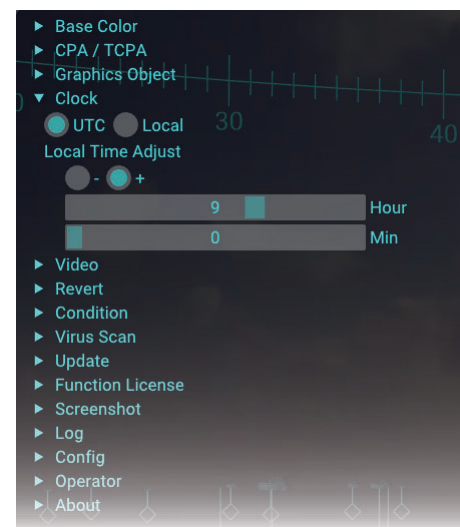 Base Color
CPA / TCPA
Graphics Object
Clock
UTC Local
30
40
Local Time Adjust
- +
9 Hour
0 Min
Video
Revert
Condition
Virus Scan
Update
Function License
Screenshot
Log
Config
Operator
About